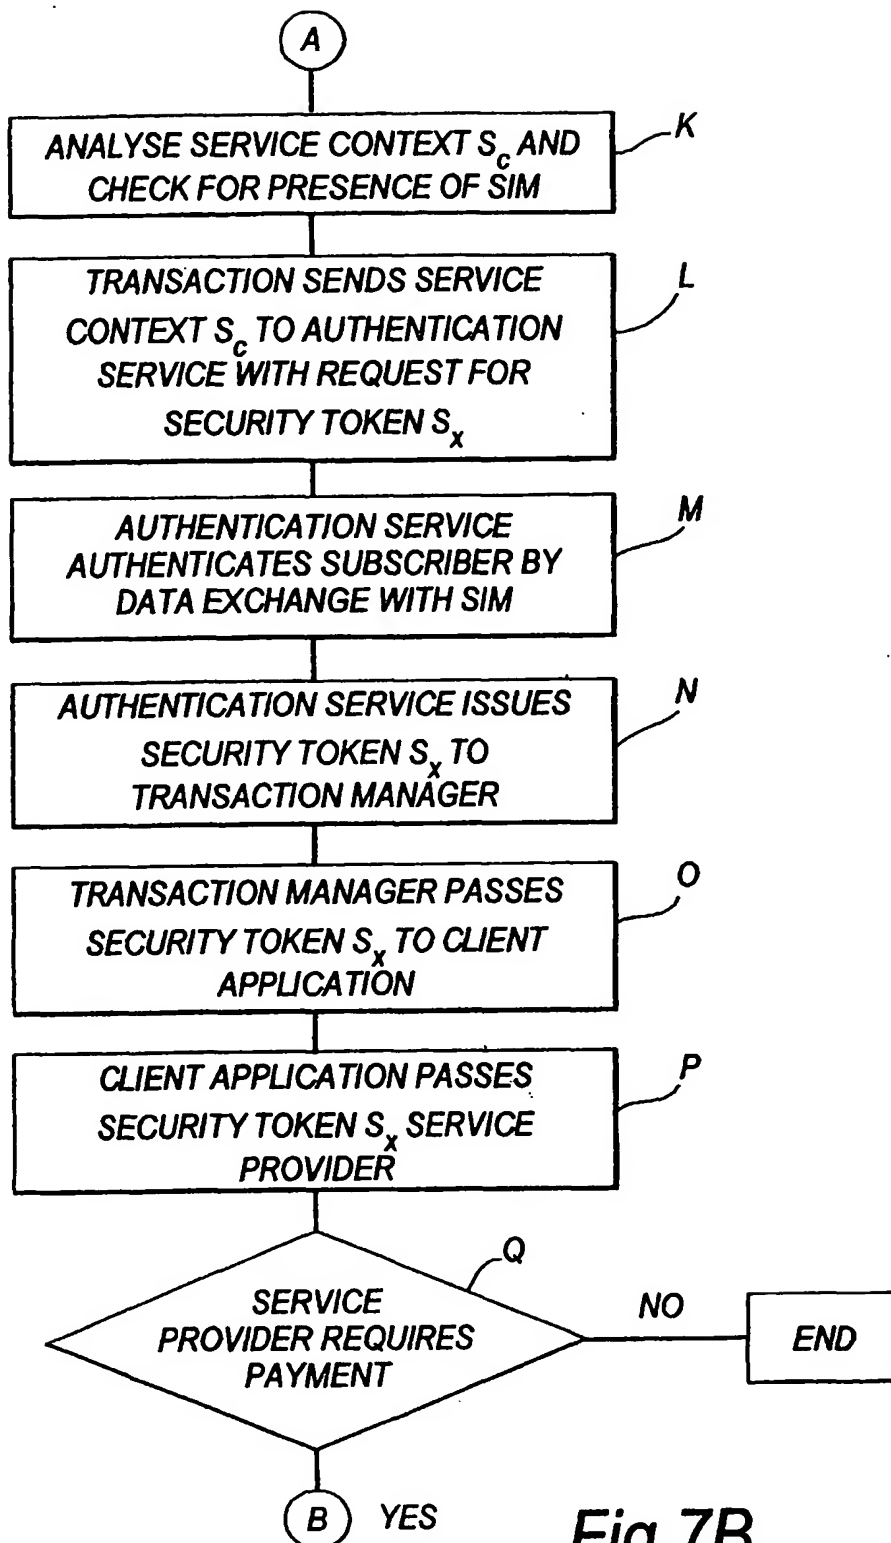 A
ANALYSE SERVICE CONTEXT Sc AND
CHECK FOR PRESENCE OF SIM
K
TRANSACTION SENDS SERVICE
CONTEXT Sc TO AUTHENTICATION
SERVICE WITH REQUEST FOR
SECURITY TOKEN Sx
L
AUTHENTICATION SERVICE
AUTHENTICATES SUBSCRIBER BY
DATA EXCHANGE WITH SIM
M
AUTHENTICATION SERVICE ISSUES
SECURITY TOKEN Sx TO
TRANSACTION MANAGER
N
TRANSACTION MANAGER PASSES
SECURITY TOKEN Sx TO CLIENT
APPLICATION
O
CLIENT APPLICATION PASSES
SECURITY TOKEN Sx SERVICE
PROVIDER
P
Q
SERVICE
PROVIDER REQUIRES
PAYMENT
NO
END
B YES
Fig 7B